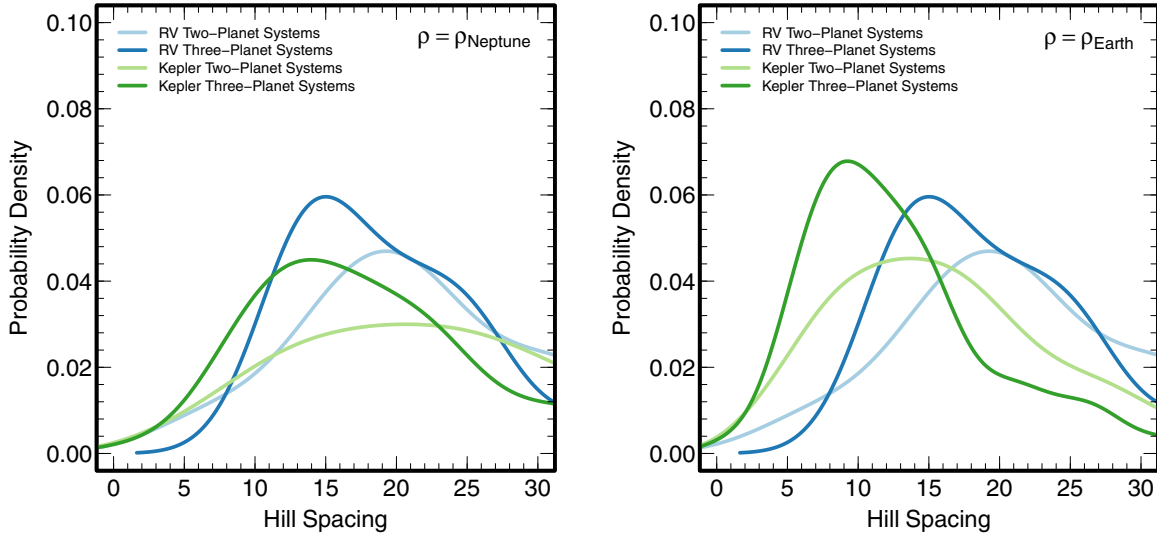 0.10
0.08
0.06
0.04
0.02
0.00
Probability Density
RV Two−Planet Systems
RV Three−Planet Systems
Kepler Two−Planet Systems
Kepler Three−Planet Systems
ρ = ρNeptune
0 5 10 15 20 25 30
Hill Spacing
0.10
0.08
0.06
0.04
0.02
0.00
Probability Density
RV Two−Planet Systems
RV Three−Planet Systems
Kepler Two−Planet Systems
Kepler Three−Planet Systems
ρ = ρEarth
0 5 10 15 20 25 30
Hill Spacing